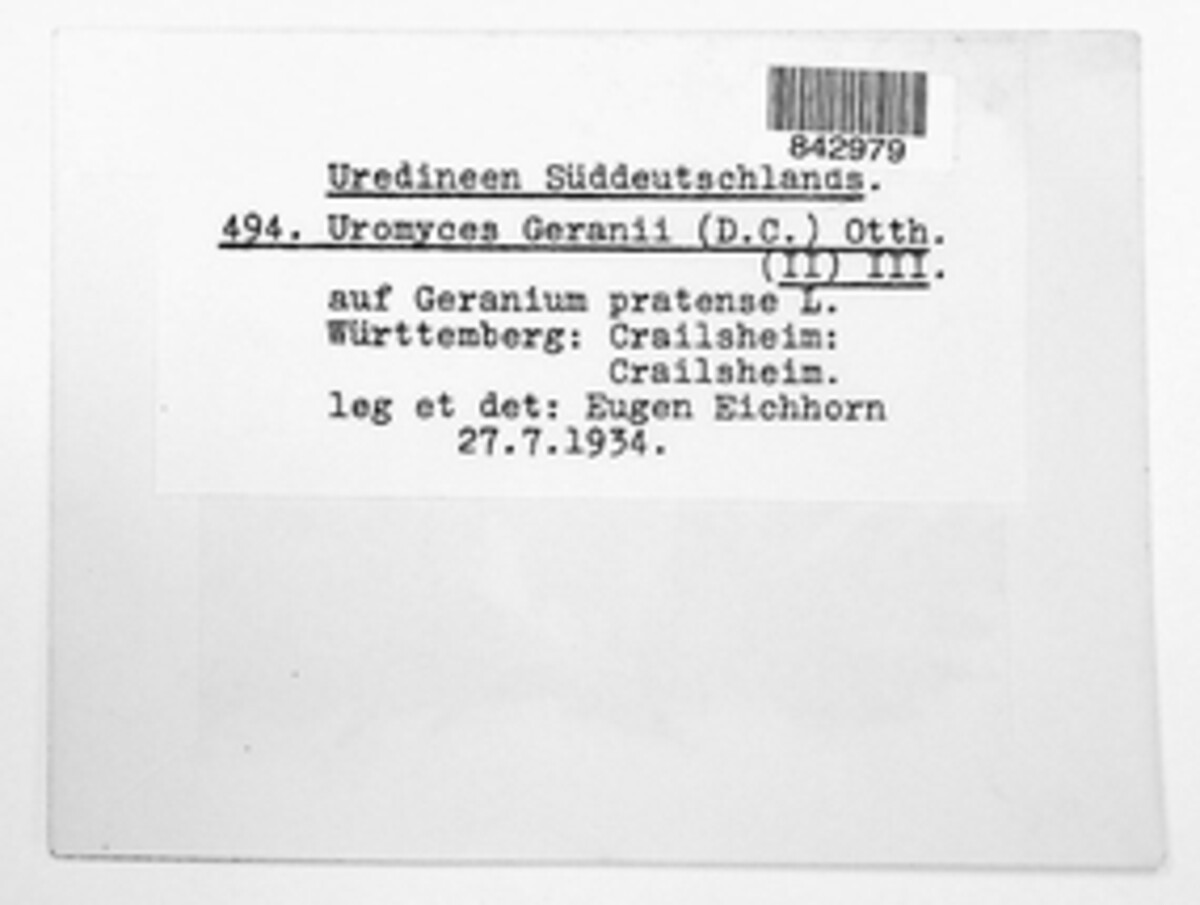 842979
Uredineen Süddeutschlands.
494. Uromyces Geranii (D.C.) Otth.
(II) III.
auf Geranium pratense L.
Württemberg: Crailsheim:
Crailsheim.
leg et det: Eugen Eichhorn
27.7.1934.